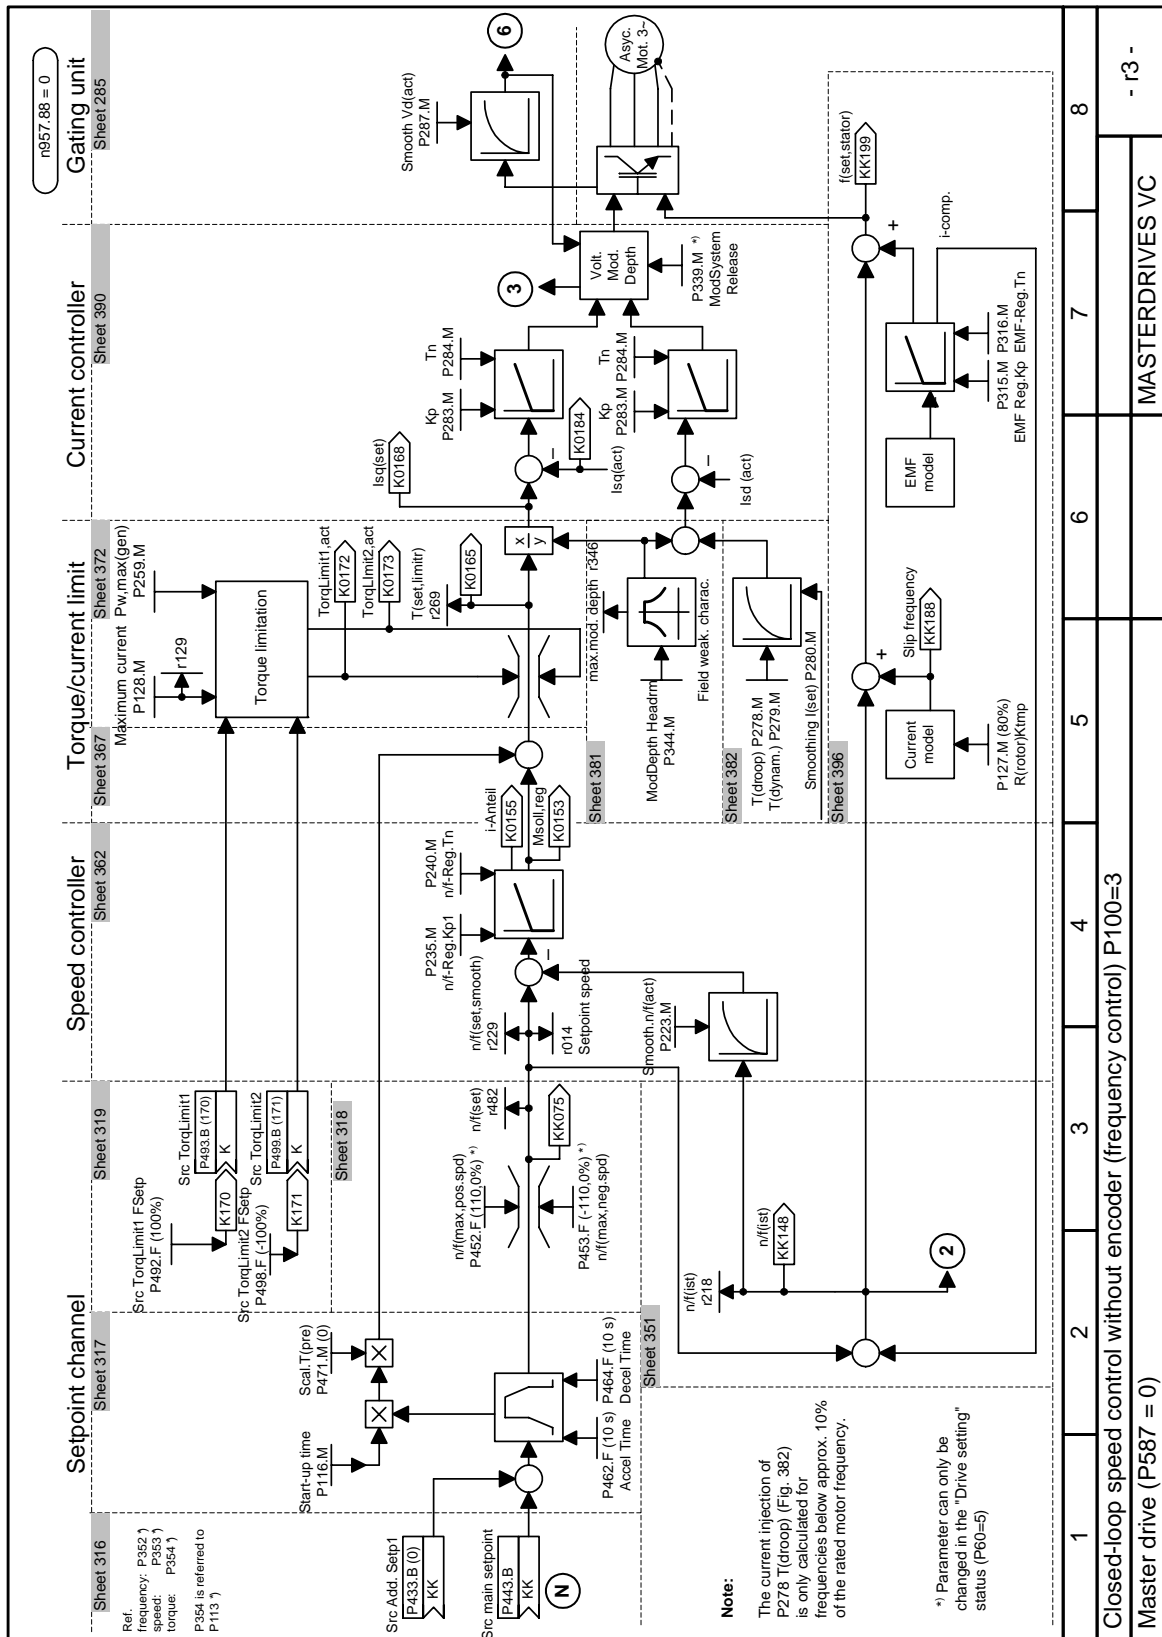 n957.88 = 0
Setpoint channel
Speed controller
Torque/current limit
Current controller
Gating unit
Sheet 316
Sheet 317
Sheet 319
Sheet 318
Sheet 362
Sheet 367
Sheet 372
Sheet 390
Sheet 285
Ref.
frequency: P352 *)
speed: P353 *)
torque: P354 *)
P354 is referred to
P113 *)
Src Add. Setp1
P433.B (0)
KK
Src main setpoint
P443.B
KK
N
Start-up time
P116.M
Scal.T(pre)
P471.M (0)
P462.F (10 s)
Accel Time
P464.F (10 s)
Decel Time
Src TorqLimit1 FSetp
P492.F (100%)
K170
Src TorqLimit1
P493.B (170)
K
Src TorqLimit2 FSetp
P498.F (-100%)
K171
Src TorqLimit2
P499.B (171)
K
n/f(max,pos.spd)
P452.F (110,0%) *)
P453.F (-110,0%) *)
n/f(max,neg.spd)
n/f(set)
r482
KK075
n/f(set,smooth)
r229
r014
Setpoint speed
P235.M
n/f-Reg.Kp1
P240.M
n/f-Reg.Tn
i-Anteil
K0155
Msoll,reg
K0153
Smooth.n/f(act)
P223.M
Maximum current
P128.M
r129
Pw,max(gen)
P259.M
Torque limitation
TorqLimit1,act
K0172
TorqLImit2,act
K0173
T(set,limitr)
r269
K0165
x
y
Isq(set)
K0168
Kp
P283.M
Tn
P284.M
K0184
Isq(act)
Kp
P283.M
Tn
P284.M
Isd (act)
3
Volt.
Mod.
Depth
P339.M *)
ModSystem
Release
Smooth Vd(act)
P287.M
6
Asyc.
Mot. 3~
Sheet 381
max.mod. depth r346
ModDepth Headrm
P344.M
Field weak. charac.
Sheet 382
T(droop) P278.M
T(dynam.) P279.M
Smoothing I(set) P280.M
Sheet 351
n/f(ist)
r218
n/f(ist)
KK148
2
Sheet 396
Current
model
P127.M (80%)
R(rotor)Ktmp
Slip frequency
KK188
EMF
model
P315.M
EMF Reg.Kp
P316.M
EMF-Reg.Tn
i-comp.
f(set,stator)
KK199
Note:
The current injection of
P278 T(droop) (Fig. 382)
is only calculated for
frequencies below approx. 10%
of the rated motor frequency.
*) Parameter can only be
changed in the "Drive setting"
status (P60=5)
1 2 3 4 5 6 7 8
Closed-loop speed control without encoder (frequency control) P100=3
Master drive (P587 = 0)
MASTERDRIVES VC
- r3 -